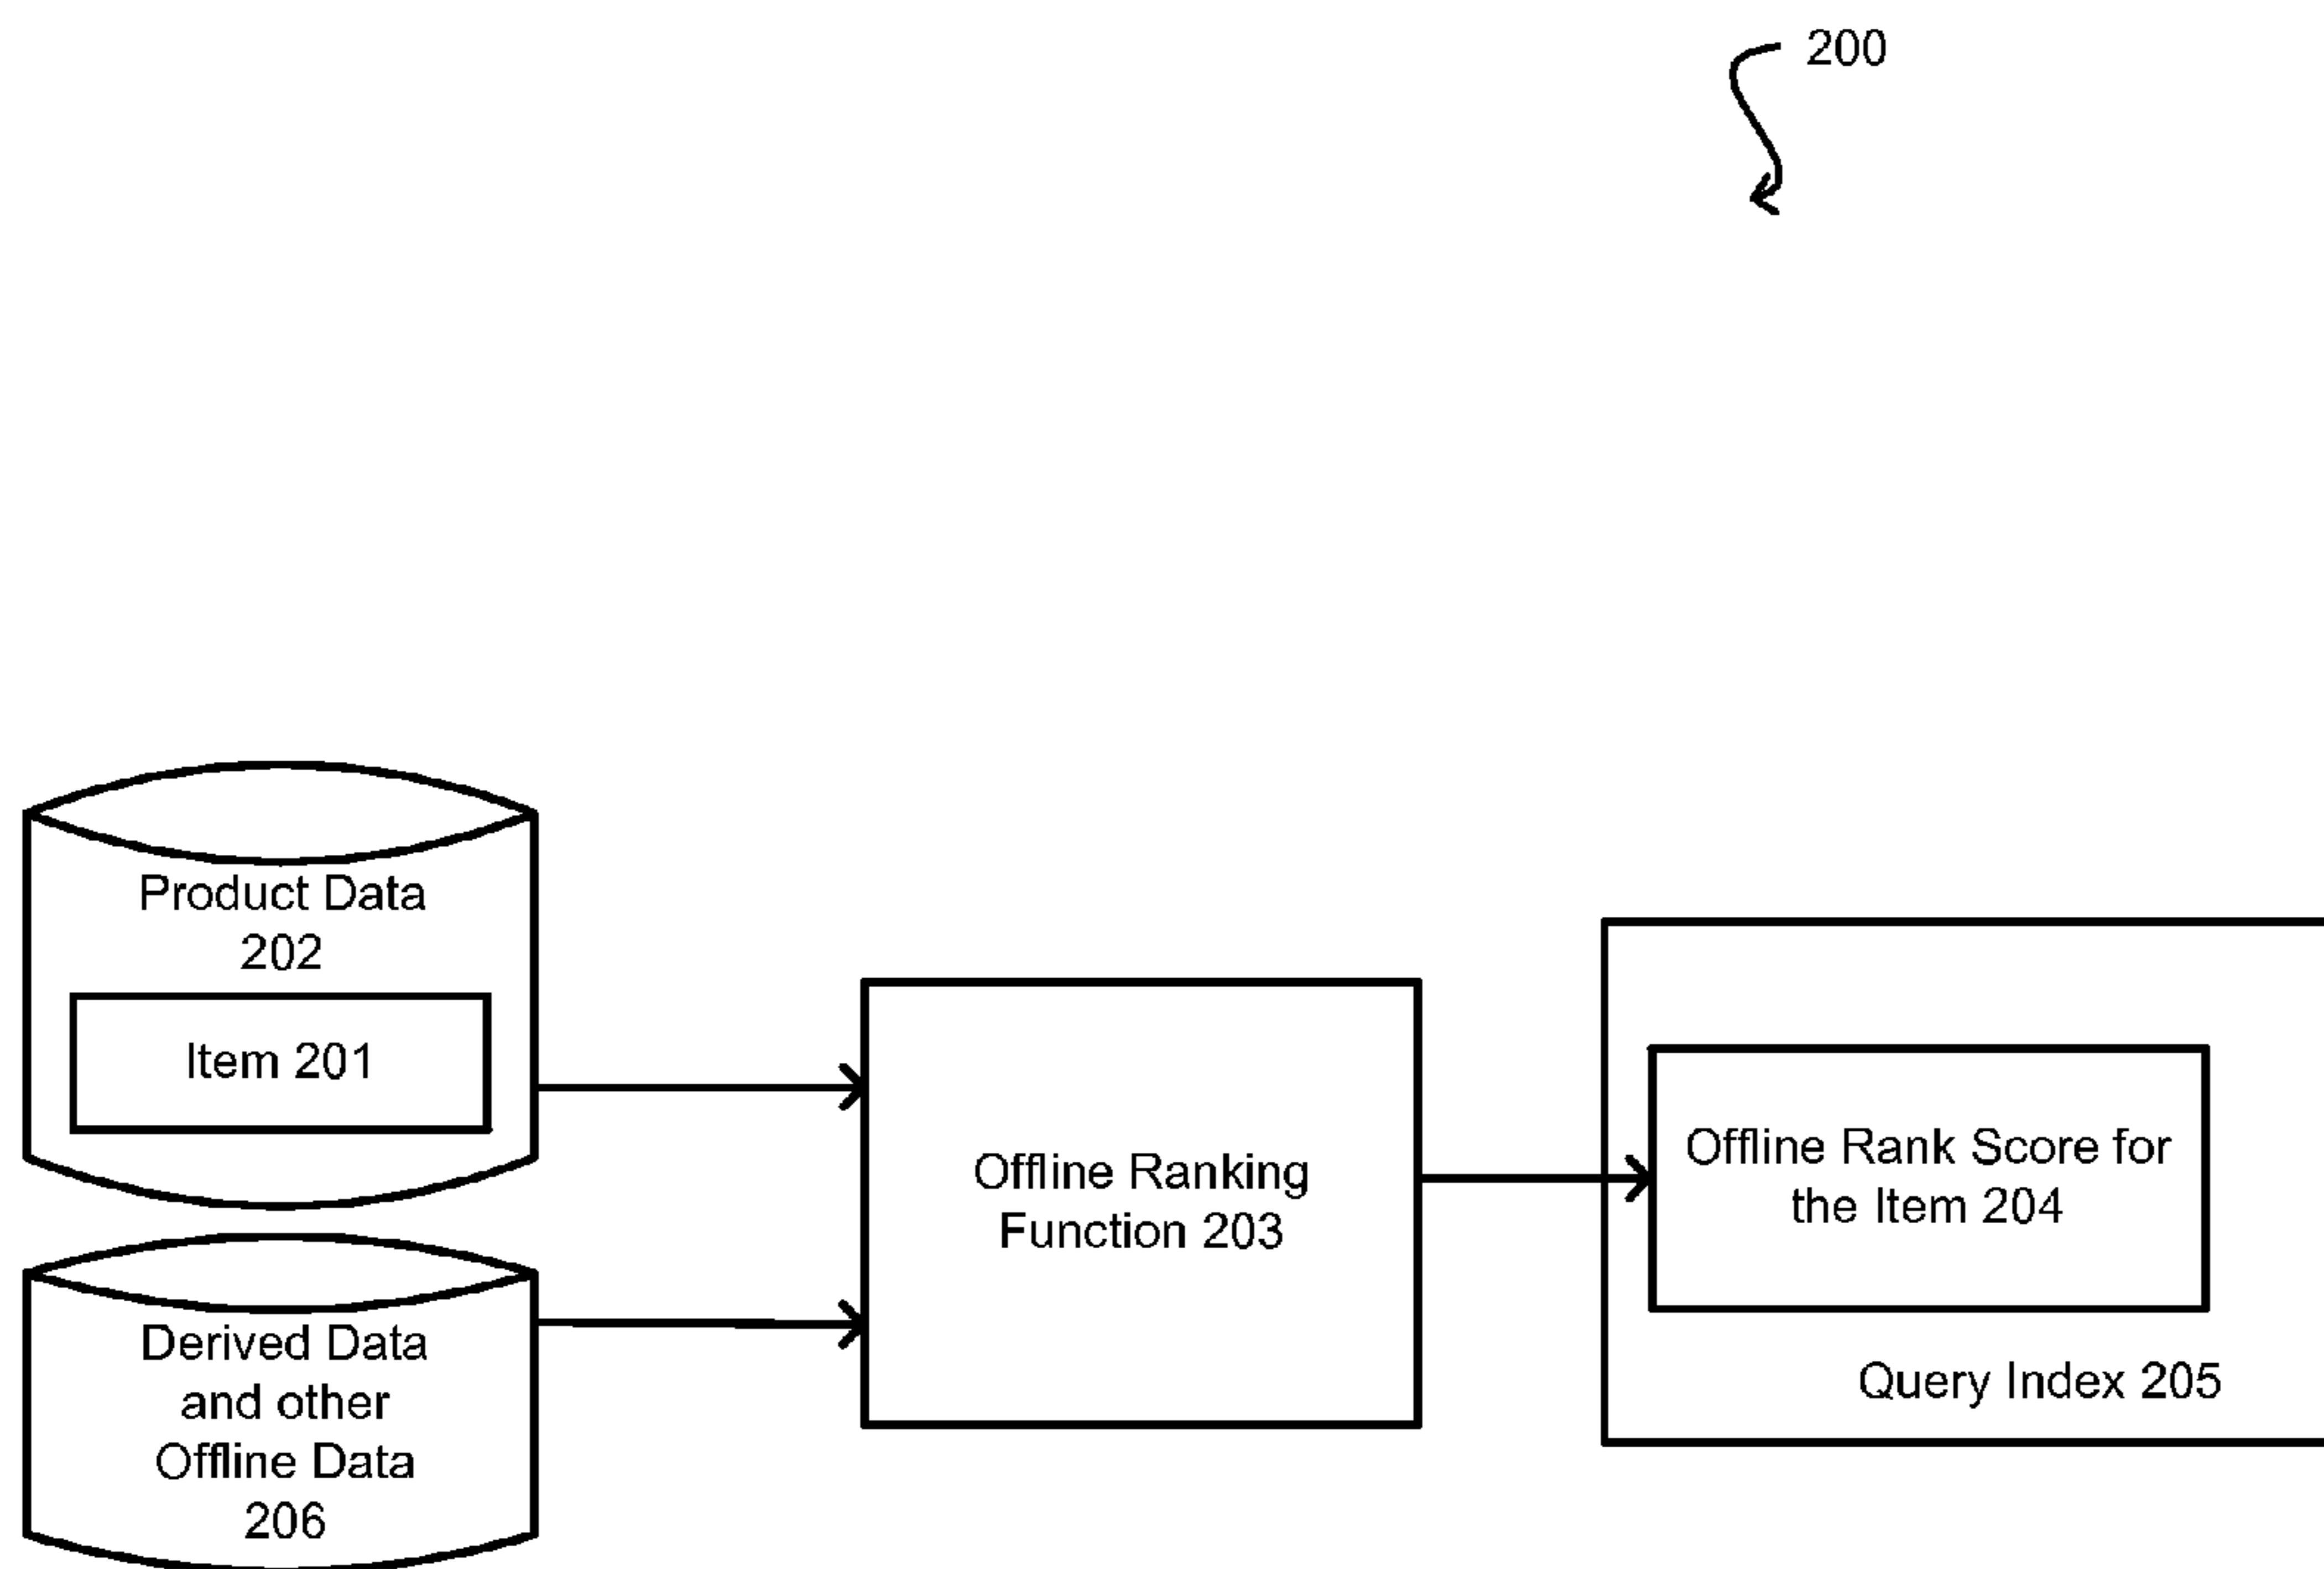 200
Product Data
202
Item 201
Derived Data
and other
Offline Data
206
Offline Ranking
Function 203
Offline Rank Score for
the Item 204
Query Index 205